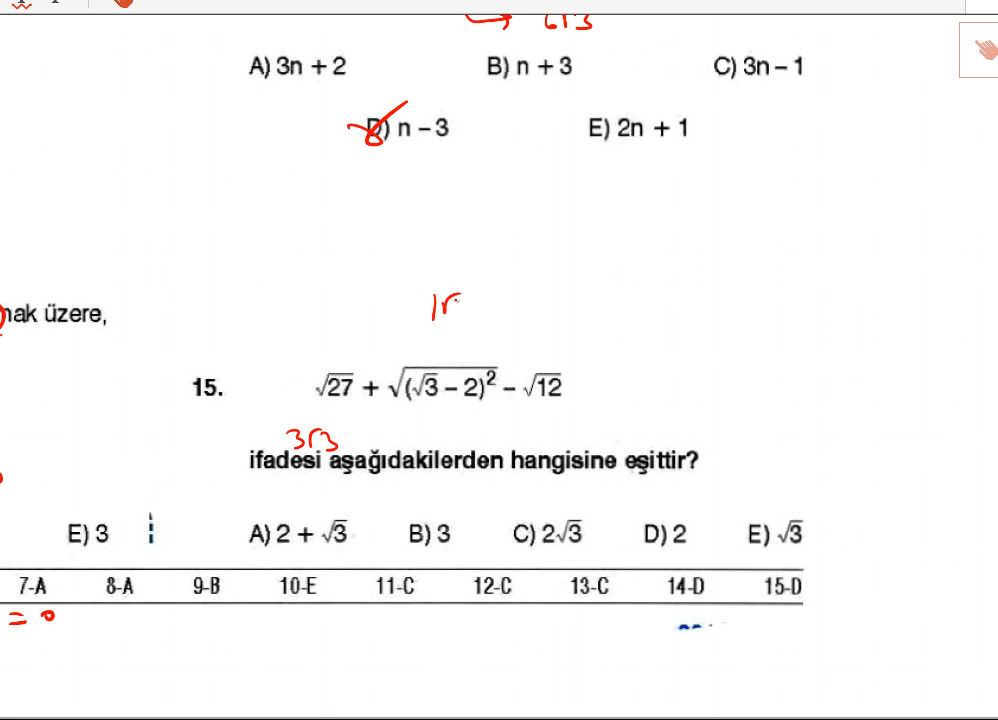 6√3
A) 3n + 2 B) n + 3 C) 3n – 1
D) n – 3 E) 2n + 1
mak üzere,
15. √27 + √(√3 – 2)² – √12
3√3
ifadesi aşağıdakilerden hangisine eşittir?
E) 3
A) 2 + √3 B) 3 C) 2√3 D) 2 E) √3
7-A 8-A 9-B 10-E 11-C 12-C 13-C 14-D 15-D
= 0